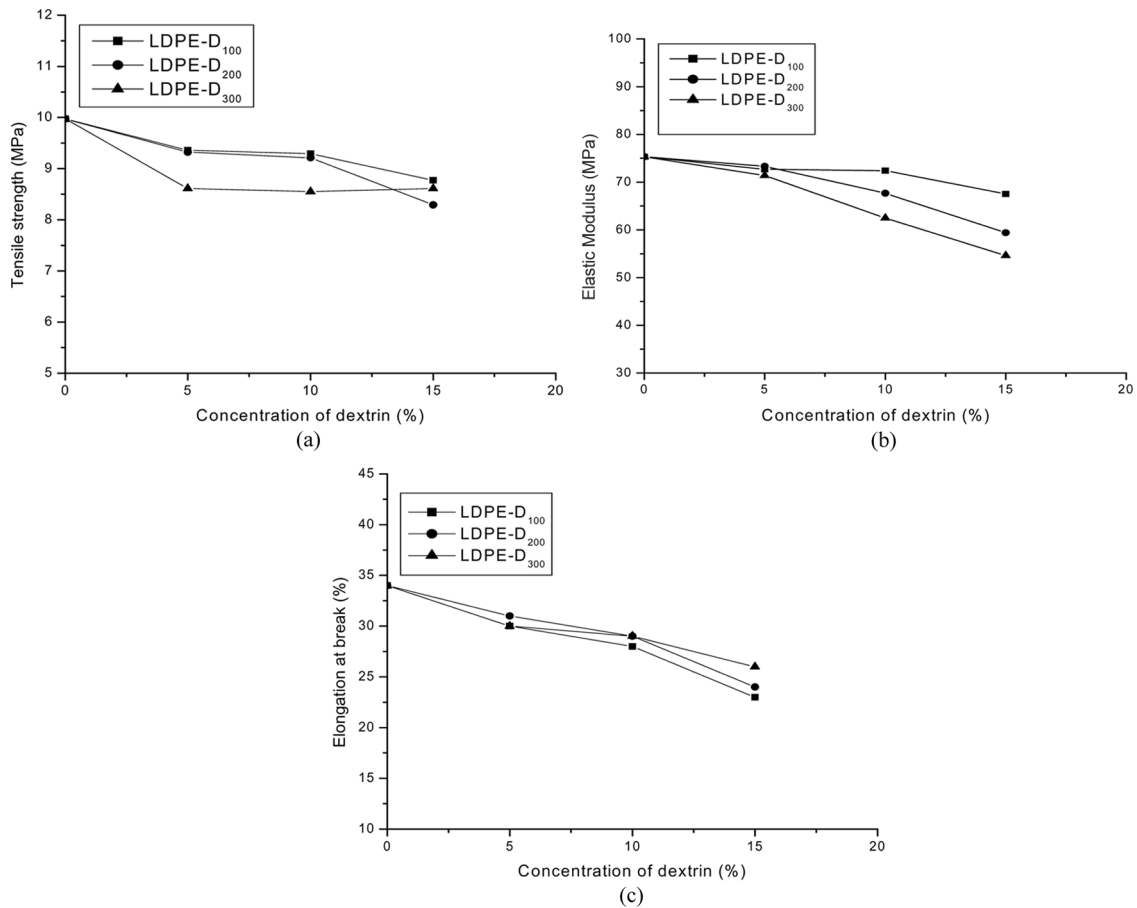 12
11
10
9
8
7
6
5
Tensile strength (MPa)
LDPE-D100
LDPE-D200
LDPE-D300
0 5 10 15 20
Concentration of dextrin (%)
(a)
100
90
80
70
60
50
40
30
Elastic Modulus (MPa)
LDPE-D100
LDPE-D200
LDPE-D300
0 5 10 15 20
Concentration of dextrin (%)
(b)
45
40
35
30
25
20
15
10
Elongation at break (%)
LDPE-D100
LDPE-D200
LDPE-D300
0 5 10 15 20
Concentration of dextrin (%)
(c)